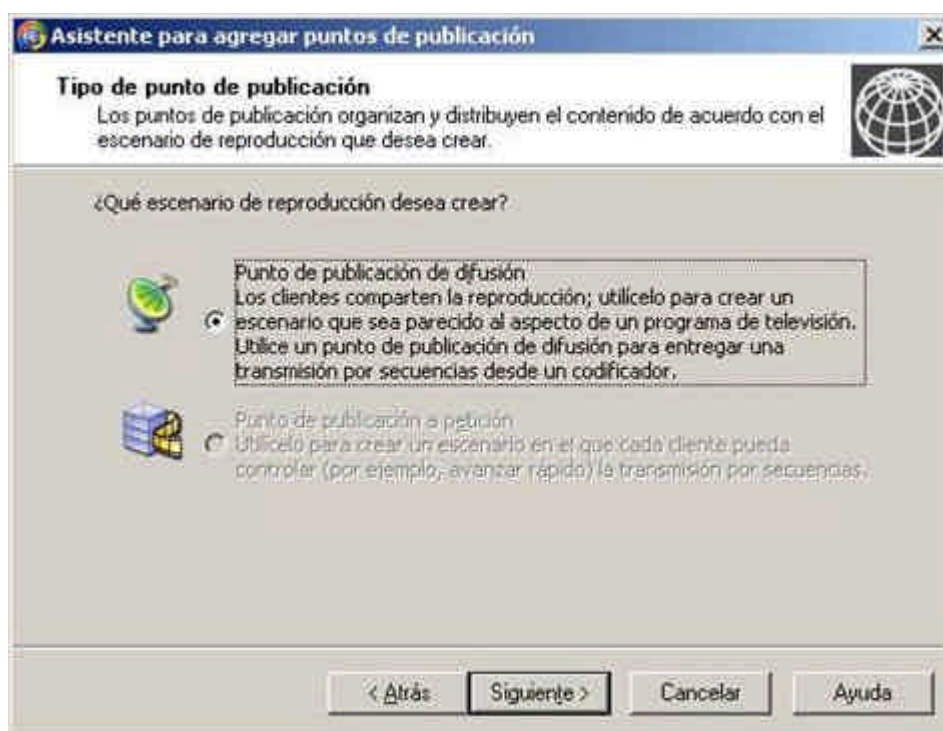 Asistente para agregar puntos de publicación
Tipo de punto de publicación
Los puntos de publicación organizan y distribuyen el contenido de acuerdo con el
escenario de reproducción que desea crear.
¿Qué escenario de reproducción desea crear?
Punto de publicación de difusión
Los clientes comparten la reproducción; utilícelo para crear un
escenario que sea parecido al aspecto de un programa de televisión.
Utilice un punto de publicación de difusión para entregar una
transmisión por secuencias desde un codificador.
Punto de publicación a petición
Utilícelo para crear un escenario en el que cada cliente pueda
controlar (por ejemplo, avanzar rápido) la transmisión por secuencias.
< Atrás
Siguiente >
Cancelar
Ayuda